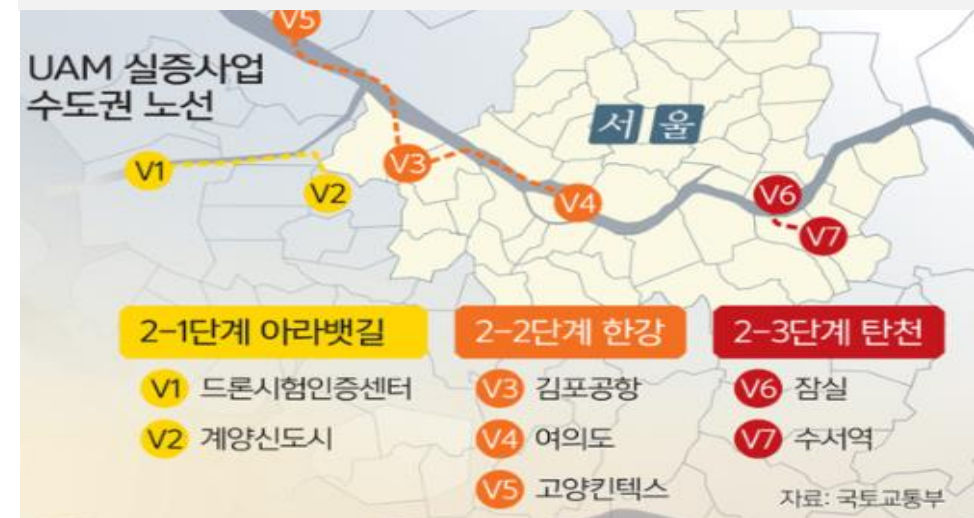 V5
UAM 실증사업
수도권 노선
서울
V1
V2
V3
V4
V6
V7
2-1단계 아라뱃길
V1 드론시험인증센터
V2 계양신도시
2-2단계 한강
V3 김포공항
V4 여의도
V5 고양킨텍스
2-3단계 탄천
V6 잠실
V7 수서역
자료: 국토교통부